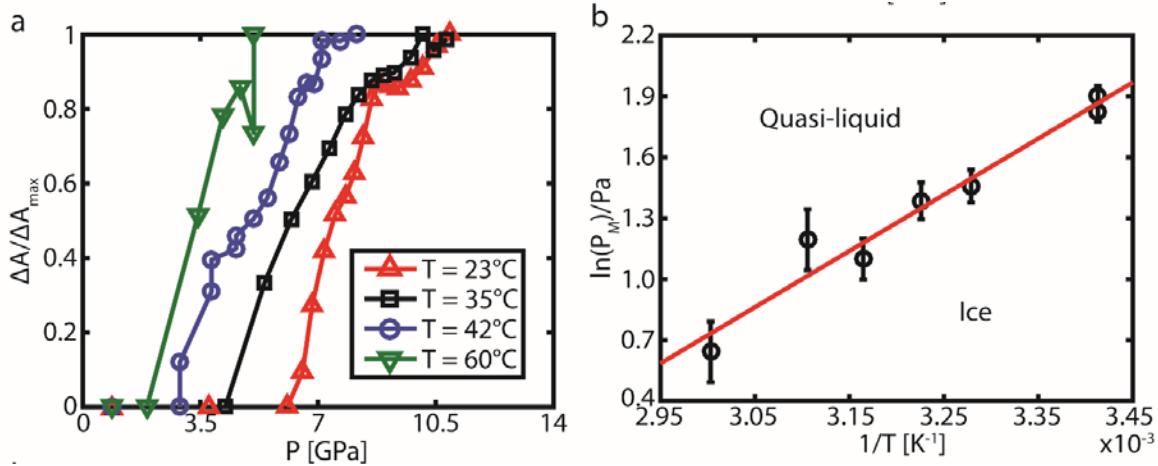 a
1
0.8
0.6
0.4
0.2
0
ΔA/ΔAmax
T = 23°C
T = 35°C
T = 42°C
T = 60°C
0 3.5 7 10.5 14
P [GPa]
b
2.2
1.9
1.6
1.3
1.0
0.7
0.4
ln(PM)/Pa
Quasi-liquid
Ice
2.95 3.05 3.15 3.25 3.35 3.45
1/T [K-1] x10-3